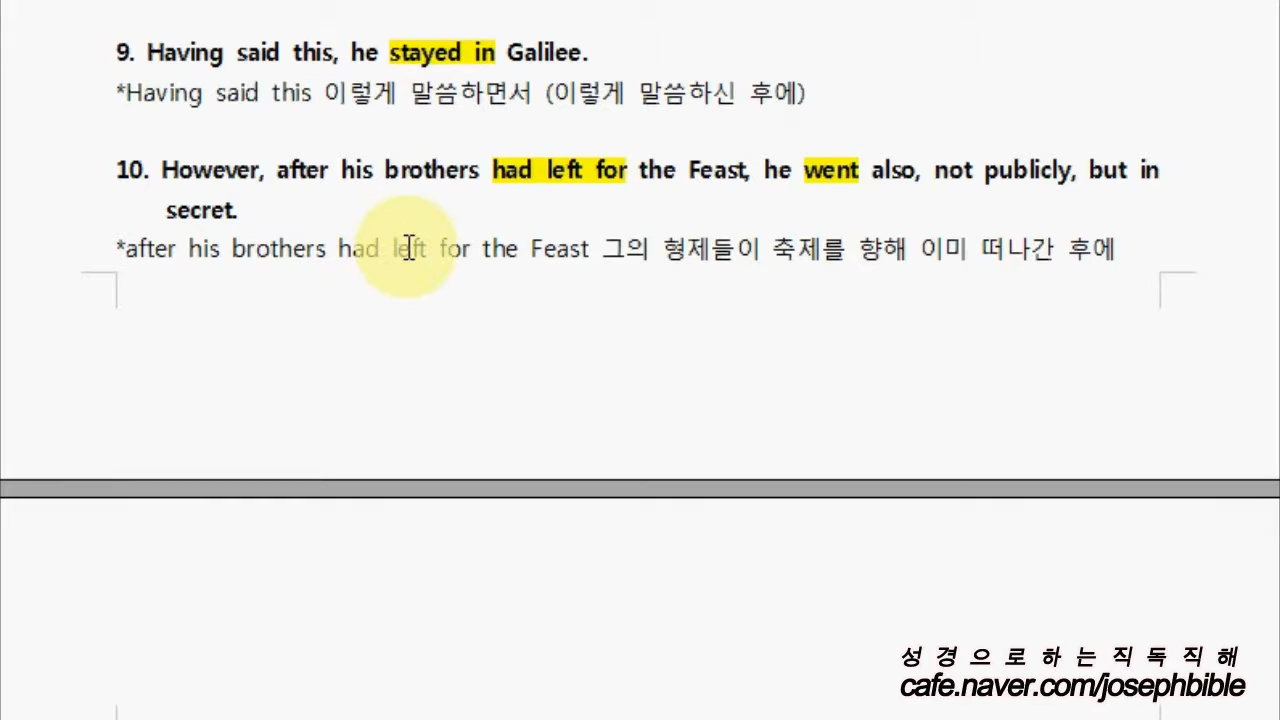 9. Having said this, he stayed in Galilee.
*Having said this 이렇게 말씀하면서 (이렇게 말씀하신 후에)
10. However, after his brothers had left for the Feast, he went also, not publicly, but in
secret.
*after his brothers had left for the Feast 그의 형제들이 축제를 향해 이미 떠나간 후에
성경으로하는직독직해
cafe.naver.com/josephbible